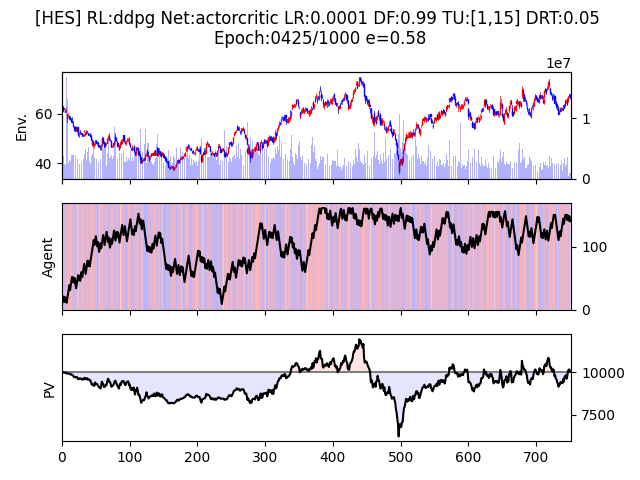 [HES] RL:ddpg Net:actorcritic LR:0.0001 DF:0.99 TU:[1,15] DRT:0.05
Epoch:0425/1000 e=0.58
1e7
60
40
Env.
1
0
Agent
100
0
PV
10000
7500
0 100 200 300 400 500 600 700